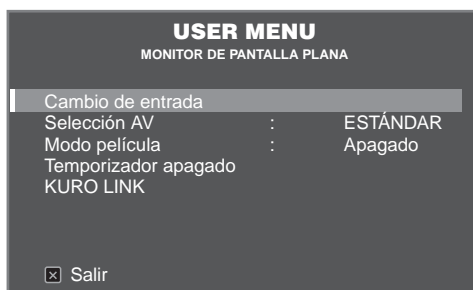 USER MENU
MONITOR DE PANTALLA PLANA
Cambio de entrada
Selección AV : ESTÁNDAR
Modo película : Apagado
Temporizador apagado
KURO LINK
Salir